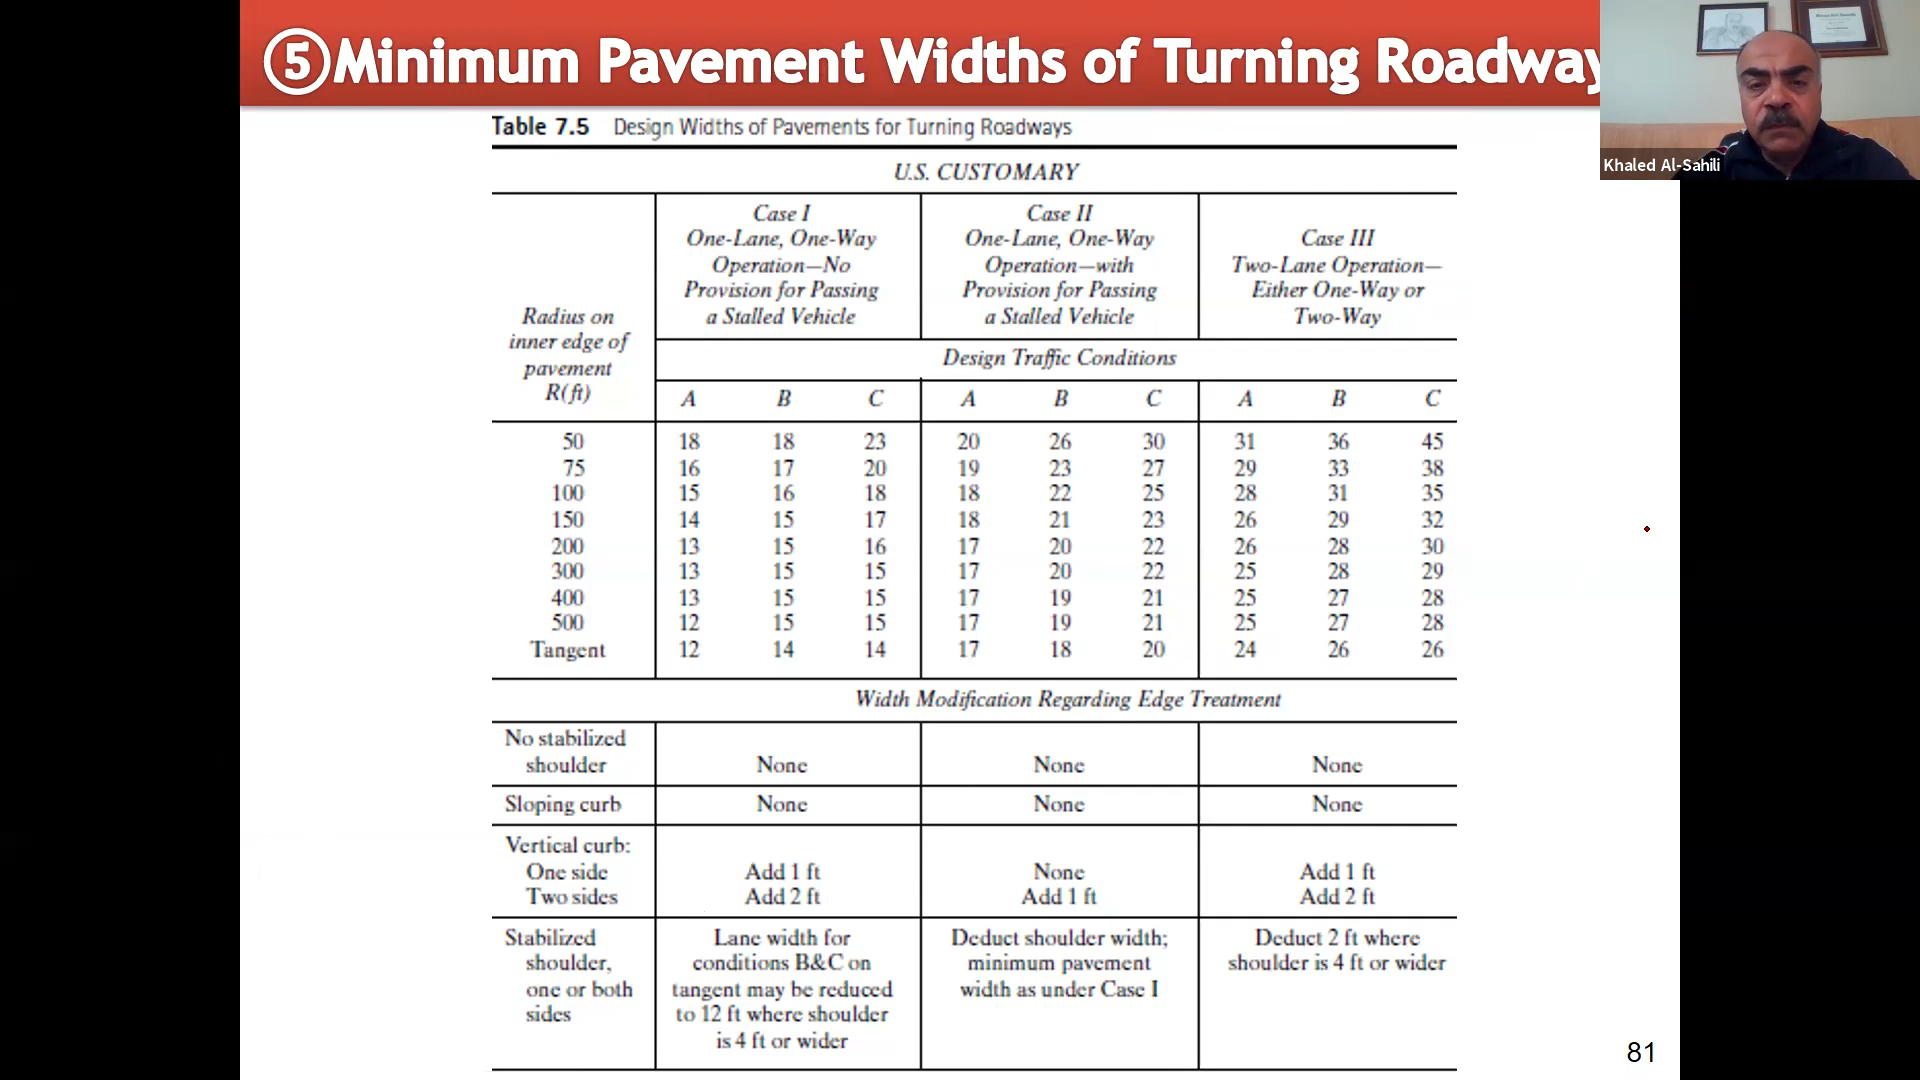 ⑤Minimum Pavement Widths of Turning Roadway
Khaled Al-Sahili
Table 7.5 Design Widths of Pavements for Turning Roadways
U.S. CUSTOMARY
Radius on
inner edge of
pavement
R(ft)
Case I
One-Lane, One-Way
Operation—No
Provision for Passing
a Stalled Vehicle
Case II
One-Lane, One-Way
Operation—with
Provision for Passing
a Stalled Vehicle
Case III
Two-Lane Operation—
Either One-Way or
Two-Way
Design Traffic Conditions
A B C A B C A B C
50 18 18 23 20 26 30 31 36 45
75 16 17 20 19 23 27 29 33 38
100 15 16 18 18 22 25 28 31 35
150 14 15 17 18 21 23 26 29 32
200 13 15 16 17 20 22 26 28 30
300 13 15 15 17 20 22 25 28 29
400 13 15 15 17 19 21 25 27 28
500 12 15 15 17 19 21 25 27 28
Tangent 12 14 14 17 18 20 24 26 26
Width Modification Regarding Edge Treatment
No stabilized
shoulder None None None
Sloping curb None None None
Vertical curb:
One side Add 1 ft None Add 1 ft
Two sides Add 2 ft Add 1 ft Add 2 ft
Stabilized
shoulder,
one or both
sides
Lane width for
conditions B&C on
tangent may be reduced
to 12 ft where shoulder
is 4 ft or wider
Deduct shoulder width;
minimum pavement
width as under Case I
Deduct 2 ft where
shoulder is 4 ft or wider
81